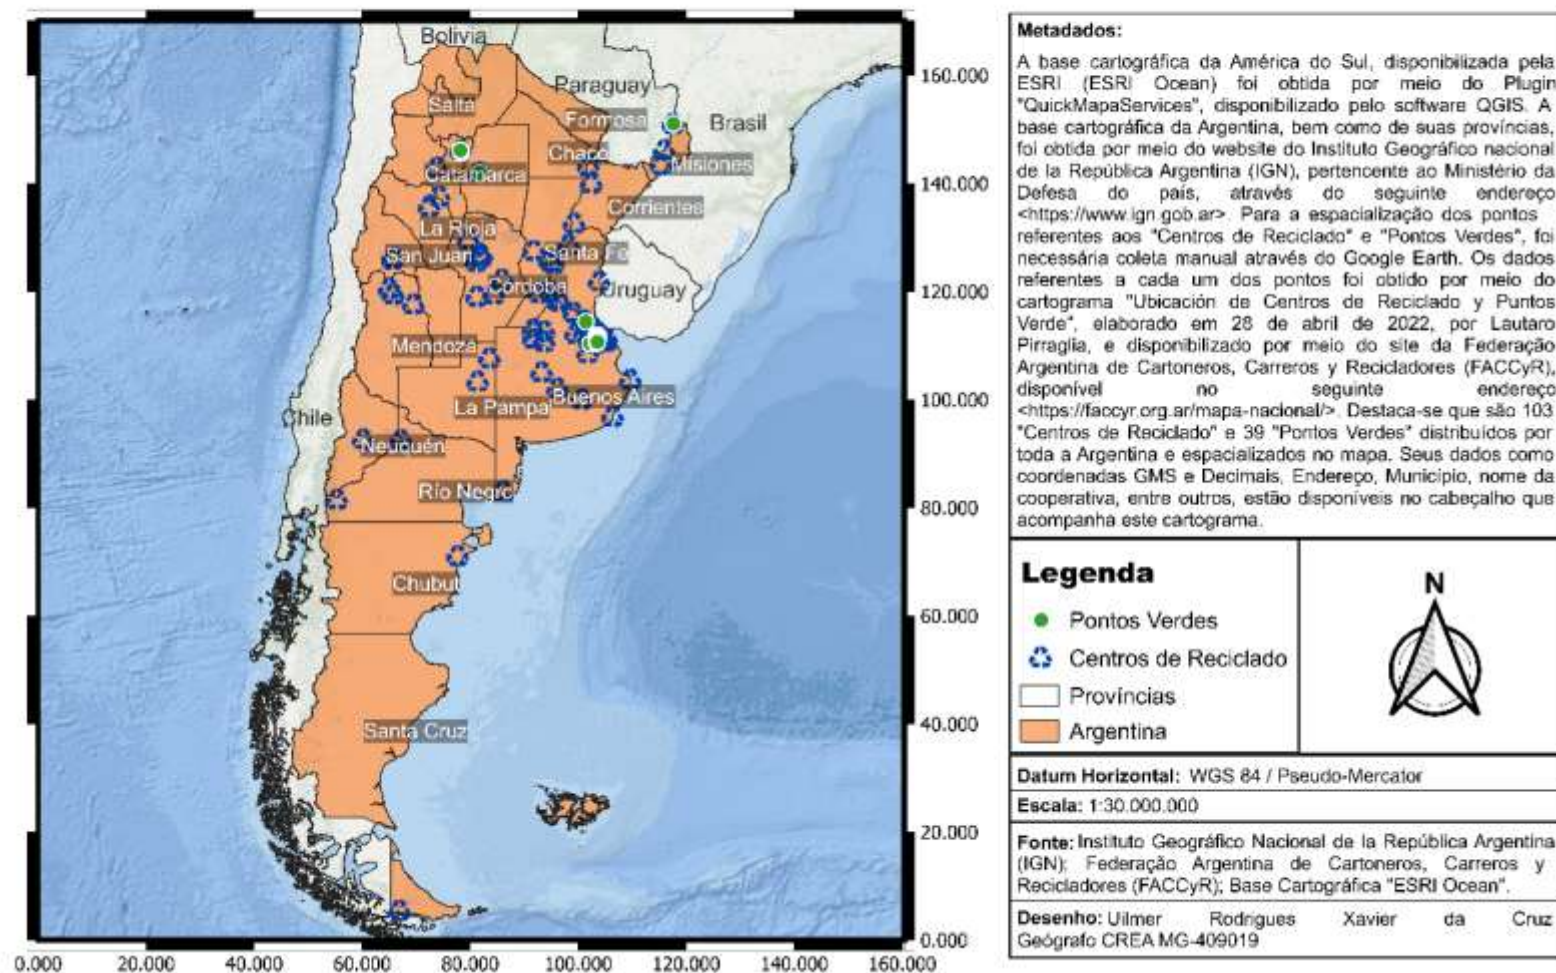 Bolivia
160.000
Paraguay
Salta
Formosa
Brasil
Chaco
Misiones
Catamarca
140.000
Corrientes
La Rioja
San Juan
Santa Fe
Cordoba
Uruguay
120.000
Mendoza
Buenos Aires
100.000
La Pampa
Chile
Neuquén
Río Negro
80.000
Chubut
60.000
Santa Cruz
40.000
20.000
0.000
0.000 20.000 40.000 60.000 80.000 100.000 120.000 140.000 160.000
Metadados:
A base cartográfica da América do Sul, disponibilizada pela
ESRI (ESRI Ocean) foi obtida por meio do Plugin
"QuickMapaServices", disponibilizado pelo software QGIS. A
base cartográfica da Argentina, bem como de suas províncias,
foi obtida por meio do website do Instituto Geográfico nacional
de la República Argentina (IGN), pertencente ao Ministério da
Defesa do país, através do seguinte endereço
<https://www.ign.gob.ar>. Para a espacialização dos pontos
referentes aos "Centros de Reciclado" e "Pontos Verdes", foi
necessária coleta manual através do Google Earth. Os dados
referentes a cada um dos pontos foi obtido por meio do
cartograma "Ubicación de Centros de Reciclado y Puntos
Verde", elaborado em 28 de abril de 2022, por Lautaro
Pirraglia, e disponibilizado por meio do site da Federação
Argentina de Cartoneros, Carreros y Recicladores (FACCyR),
disponível no seguinte endereço
<https://faccyr.org.ar/mapa-nacional/>. Destaca-se que são 103
"Centros de Reciclado" e 39 "Pontos Verdes" distribuídos por
toda a Argentina e espacializados no mapa. Seus dados como
coordenadas GMS e Decimais, Endereço, Município, nome da
cooperativa, entre outros, estão disponíveis no cabeçalho que
acompanha este cartograma.
Legenda
Pontos Verdes
Centros de Reciclado
Províncias
Argentina
N
Datum Horizontal: WGS 84 / Pseudo-Mercator
Escala: 1:30.000.000
Fonte: Instituto Geográfico Nacional de la República Argentina
(IGN); Federação Argentina de Cartoneros, Carreros y
Recicladores (FACCyR); Base Cartográfica "ESRI Ocean".
Desenho: Uilmer Rodrigues Xavier da Cruz
Geógrafo CREA MG-409019